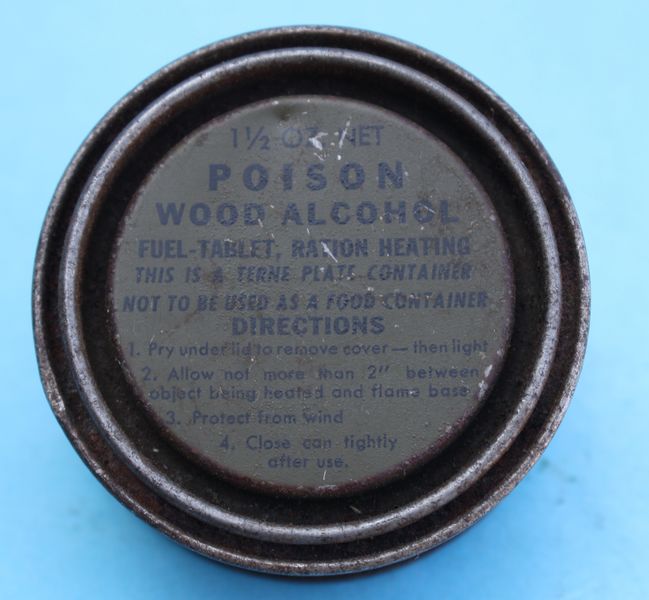 1½ OZ. NET
POISON
WOOD ALCOHOL
FUEL-TABLET, RATION HEATING
THIS IS A TERNE PLATE CONTAINER
NOT TO BE USED AS A FOOD CONTAINER
DIRECTIONS
1. Pry under lid to remove cover — then light
2. Allow not more than 2" between
object being heated and flame base
3. Protect from wind
4. Close can tightly
after use.